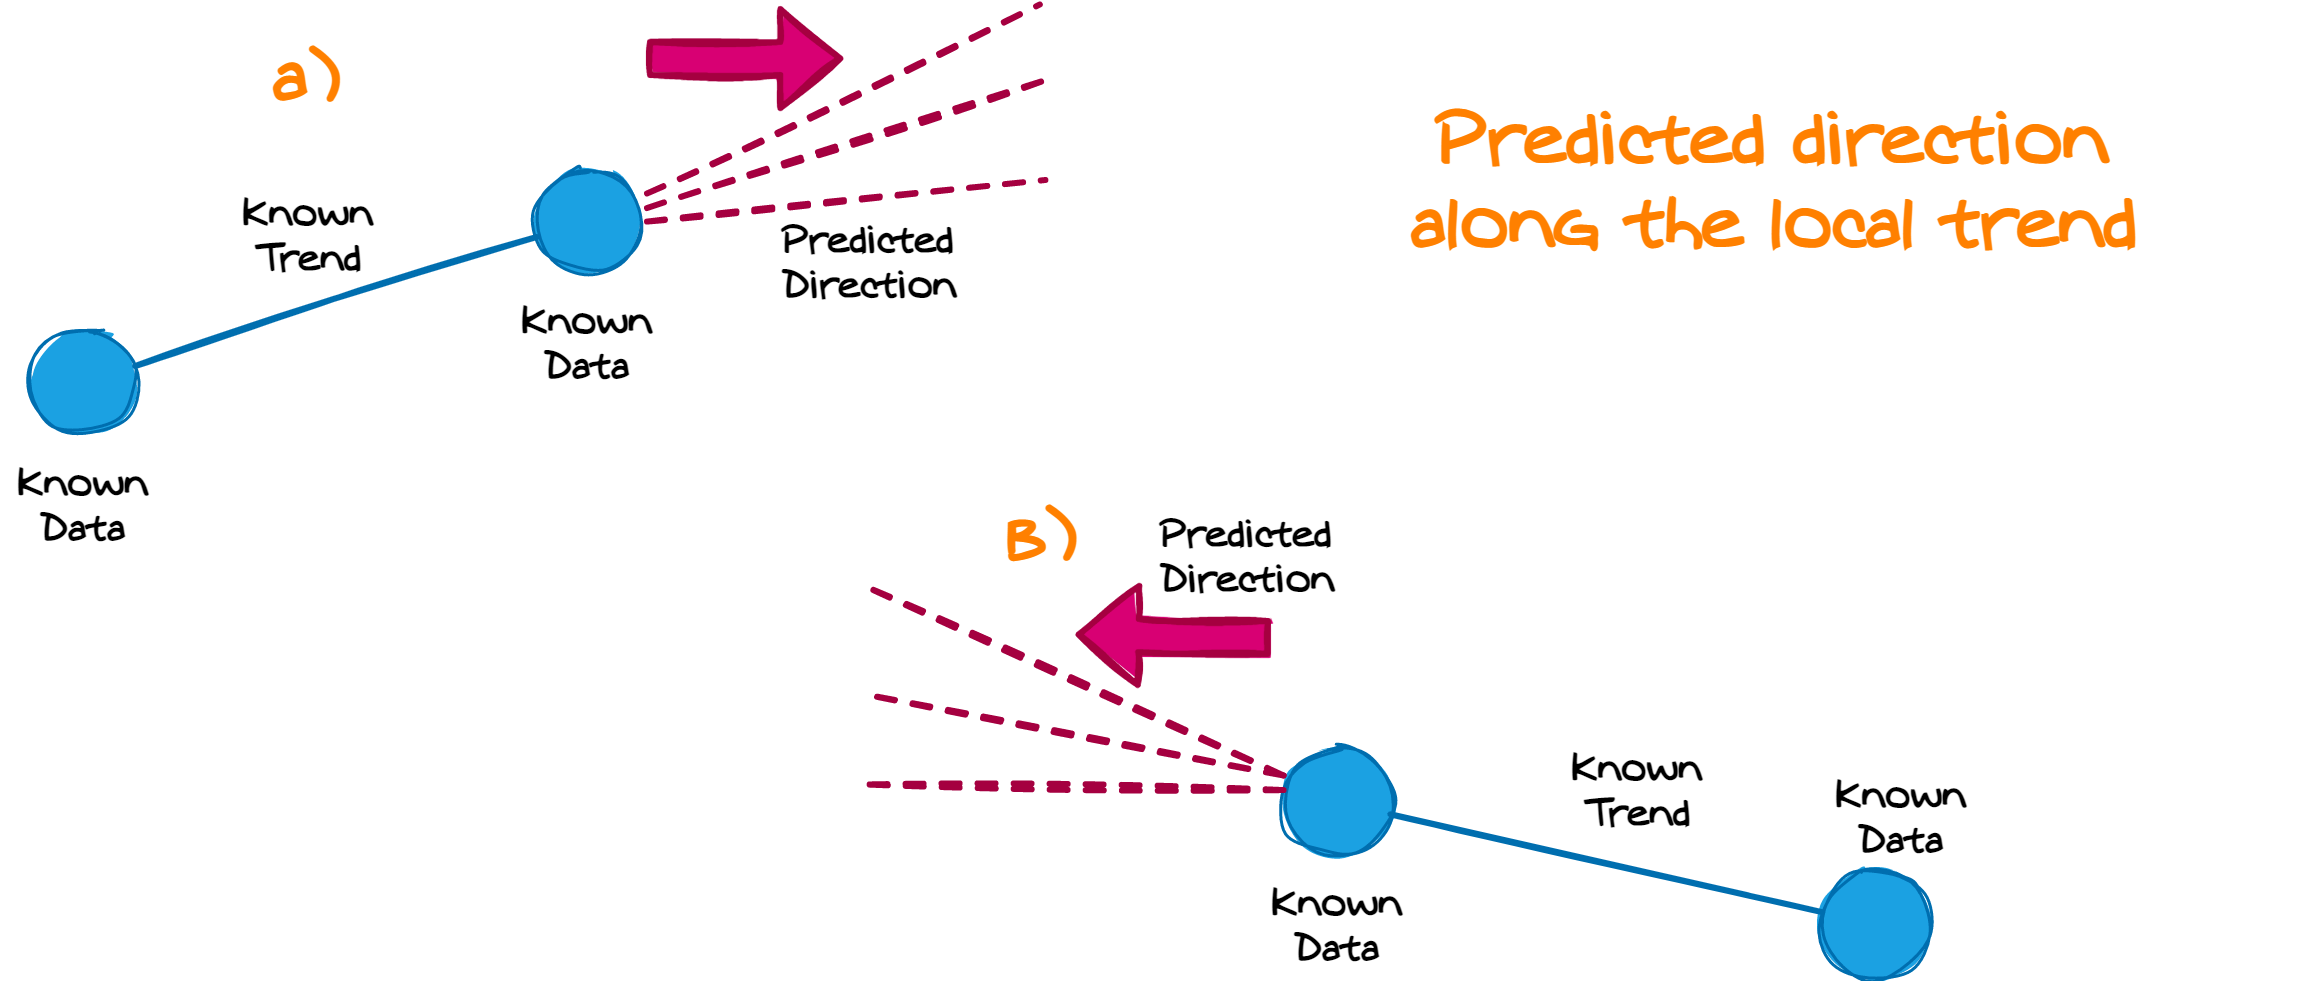 a)
Predicted direction
along the local trend
Known
Trend
Predicted
Direction
Known
Data
Known
Data
B)
Predicted
Direction
Known
Trend
Known
Data
Known
Data